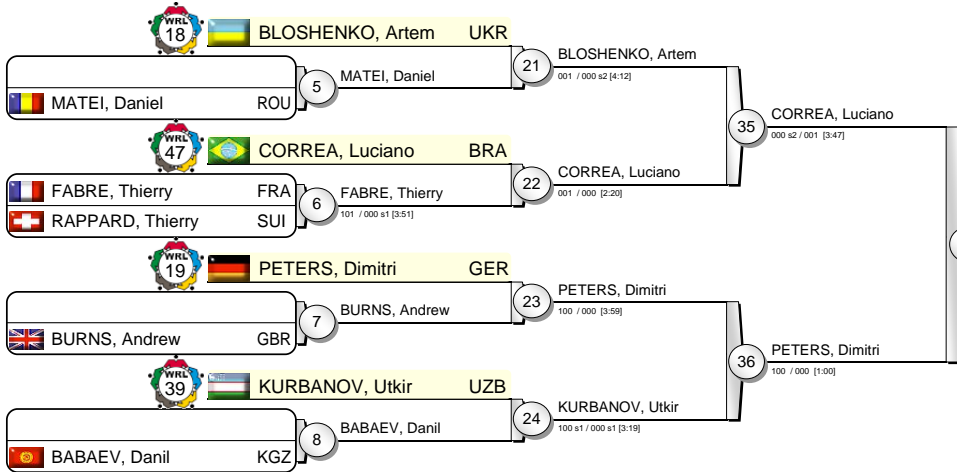 WRL 18 BLOSHENKO, Artem UKR
21 BLOSHENKO, Artem
001 / 000 s2 [4:12]
5 MATEI, Daniel
MATEI, Daniel ROU
35 CORREA, Luciano
000 s2 / 001 [3:47]
WRL 47 CORREA, Luciano BRA
22 CORREA, Luciano
001 / 000 [2:20]
FABRE, Thierry FRA
6 FABRE, Thierry
101 / 000 s1 [3:51]
RAPPARD, Thierry SUI
WRL 19 PETERS, Dimitri GER
23 PETERS, Dimitri
100 / 000 [3:59]
7 BURNS, Andrew
BURNS, Andrew GBR
36 PETERS, Dimitri
100 / 000 [1:00]
WRL 39 KURBANOV, Utkir UZB
24 KURBANOV, Utkir
100 s1 / 000 s1 [3:19]
8 BABAEV, Danil
BABAEV, Danil KGZ